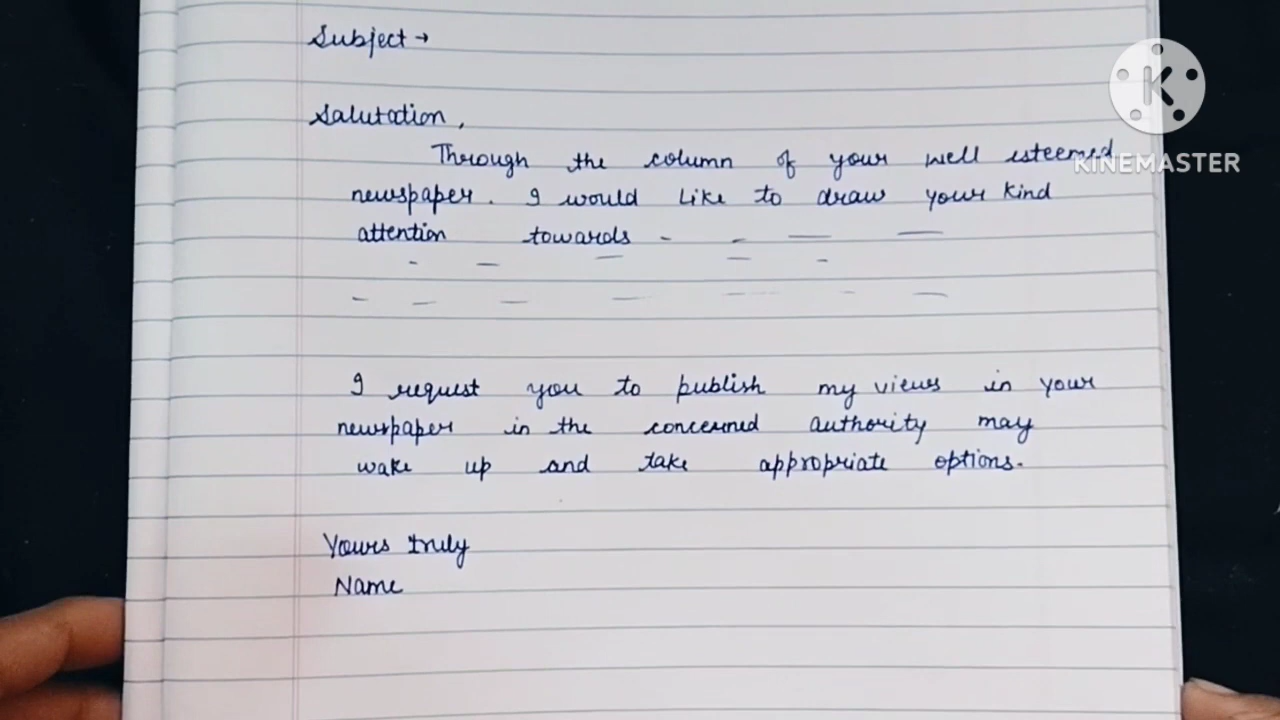 Subject →
Salutation,
Through the column of your well esteemed
newspaper. I would like to draw your kind
attention towards - - — —
- — — — -
- — — — — - —
I request you to publish my views in your
newspaper in the concerned authority may
wake up and take appropriate options.
Yours truly
Name
K
KINEMASTER